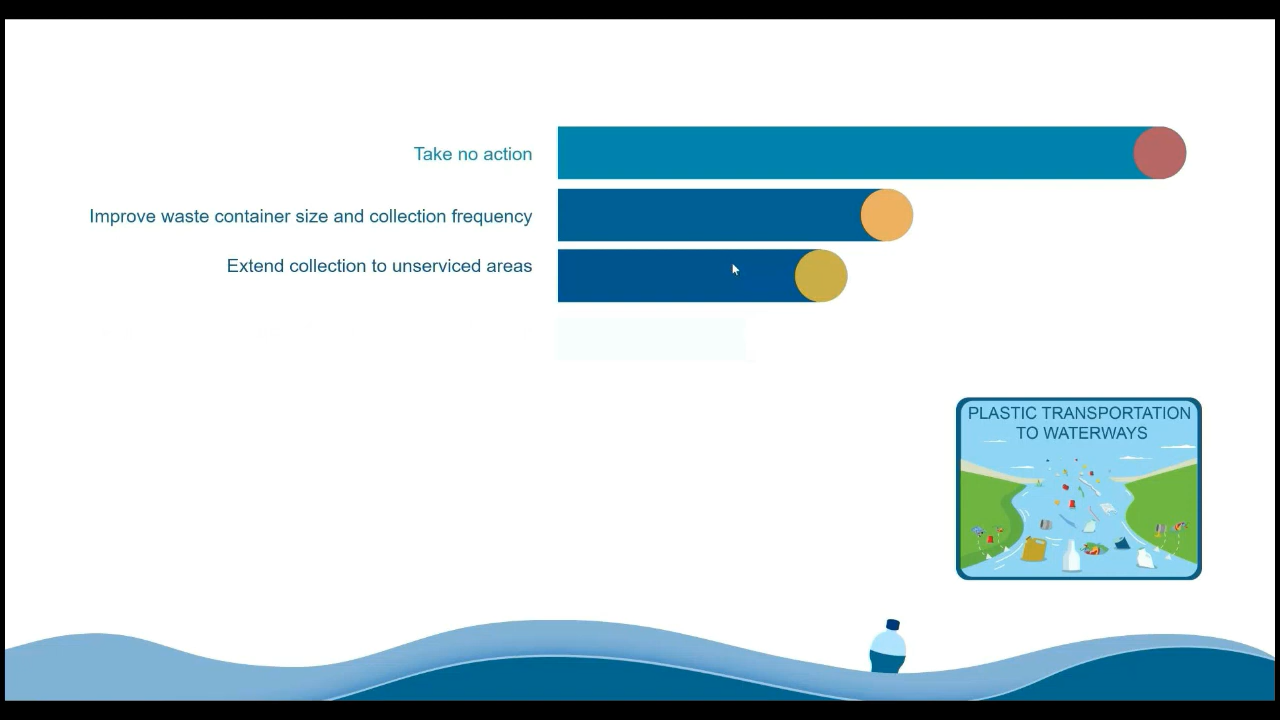 Take no action
Improve waste container size and collection frequency
Extend collection to unserviced areas
PLASTIC TRANSPORTATION
TO WATERWAYS